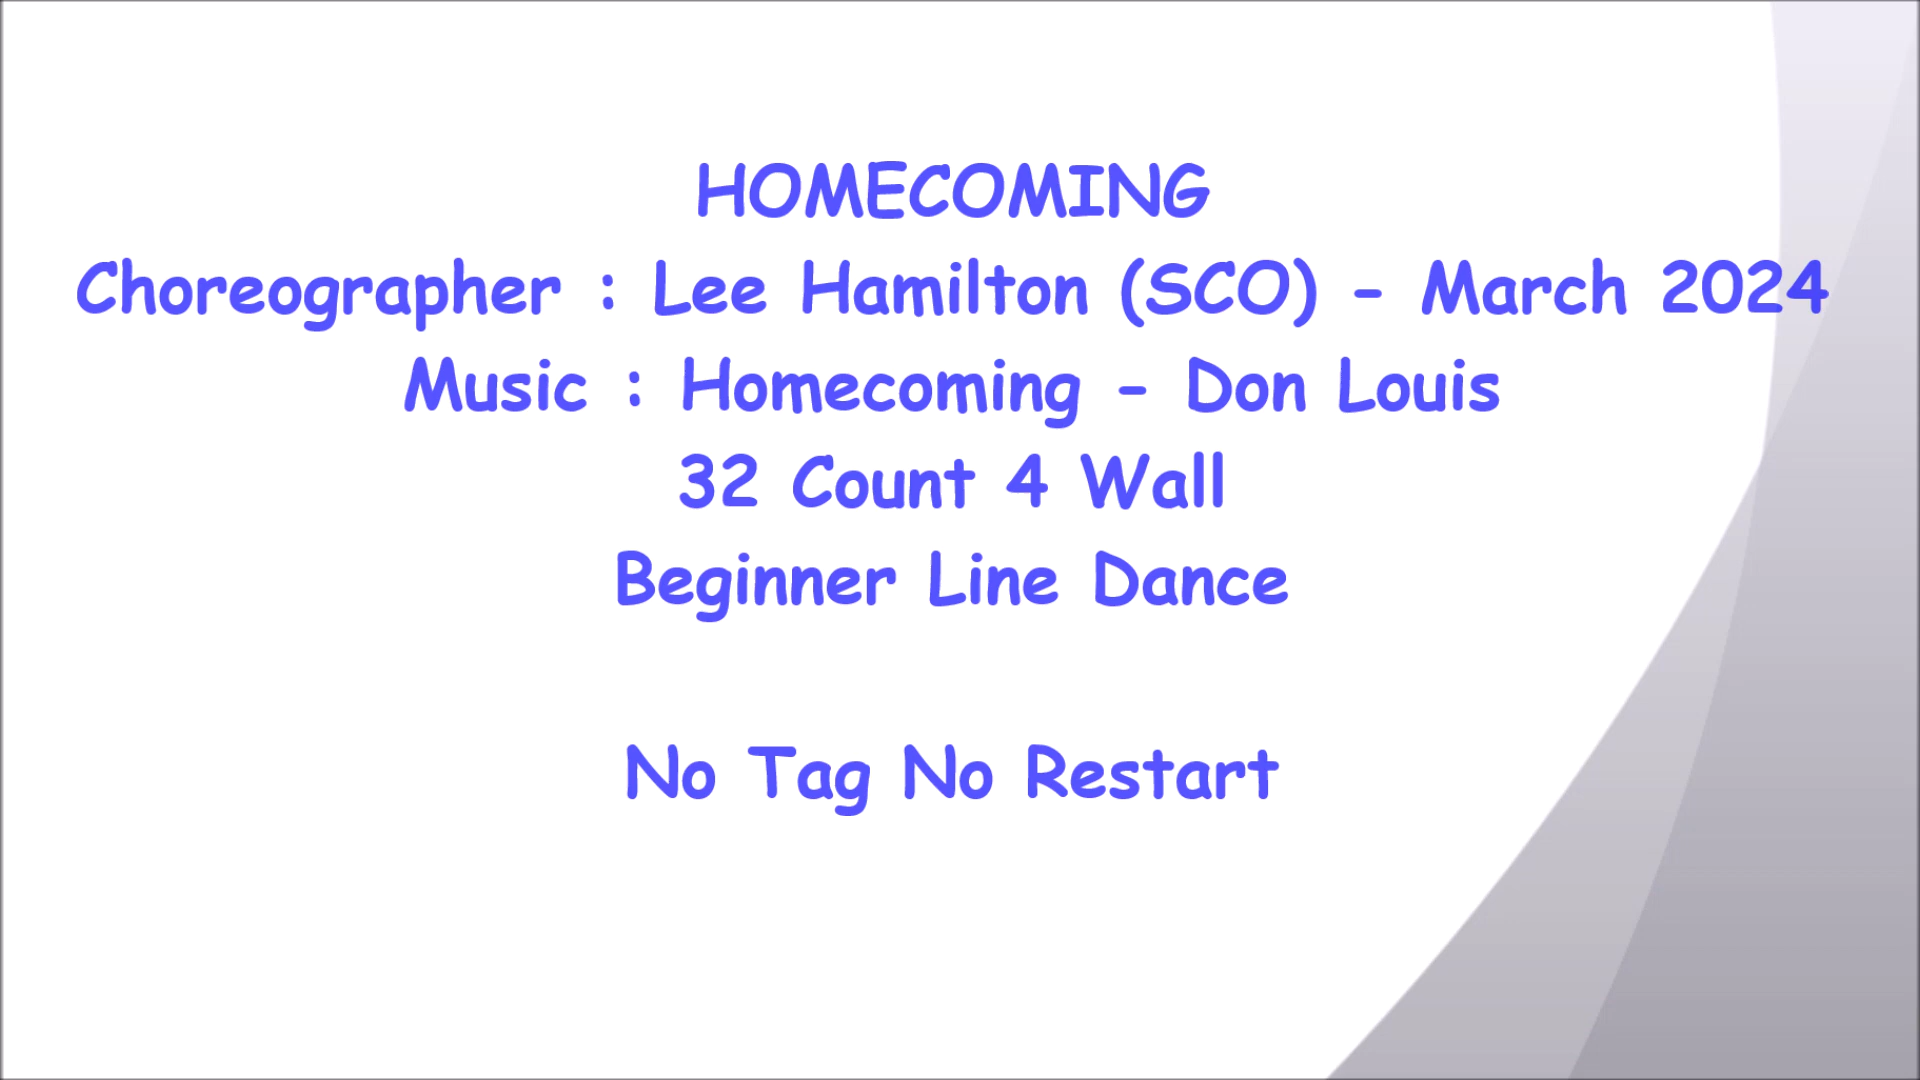 HOMECOMING
Choreographer : Lee Hamilton (SCO) - March 2024
Music : Homecoming - Don Louis
32 Count 4 Wall
Beginner Line Dance
No Tag No Restart